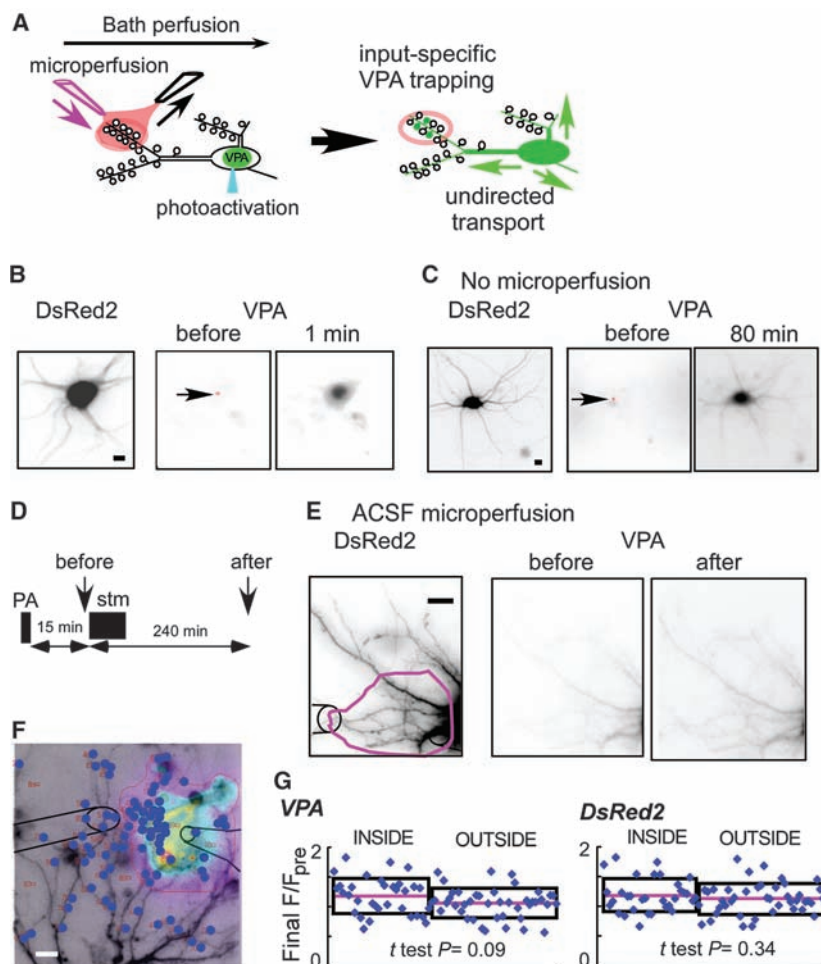 A
Bath perfusion
microperfusion
VPA
photoactivation
input-specific
VPA trapping
undirected
transport
B
DsRed2
VPA
before
1 min
C
No microperfusion
DsRed2
VPA
before
80 min
D
before
after
PA
stm
15 min
240 min
E
ACSF microperfusion
DsRed2
VPA
before
after
F
G
VPA
INSIDE
OUTSIDE
2
0
Final F/Fpre
t test P= 0.09
DsRed2
INSIDE
OUTSIDE
2
0
t test P= 0.34